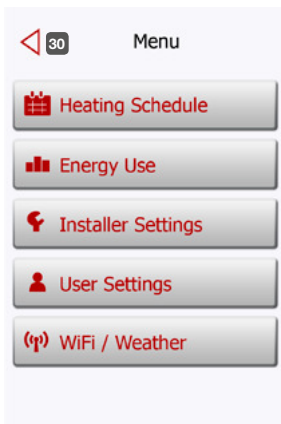 30 Menu
Heating Schedule
Energy Use
Installer Settings
User Settings
WiFi / Weather